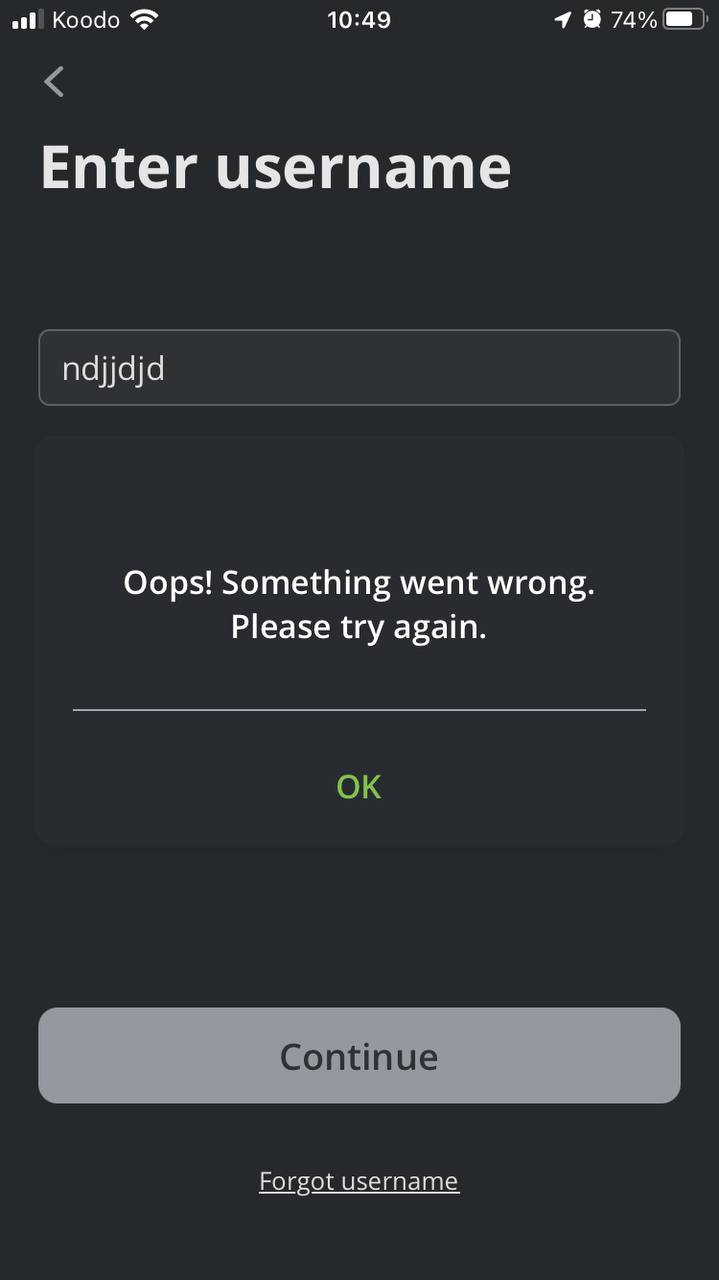 Koodo 10:49 74%
Enter username
ndjjdjd
Oops! Something went wrong.
Please try again.
OK
Continue
Forgot username